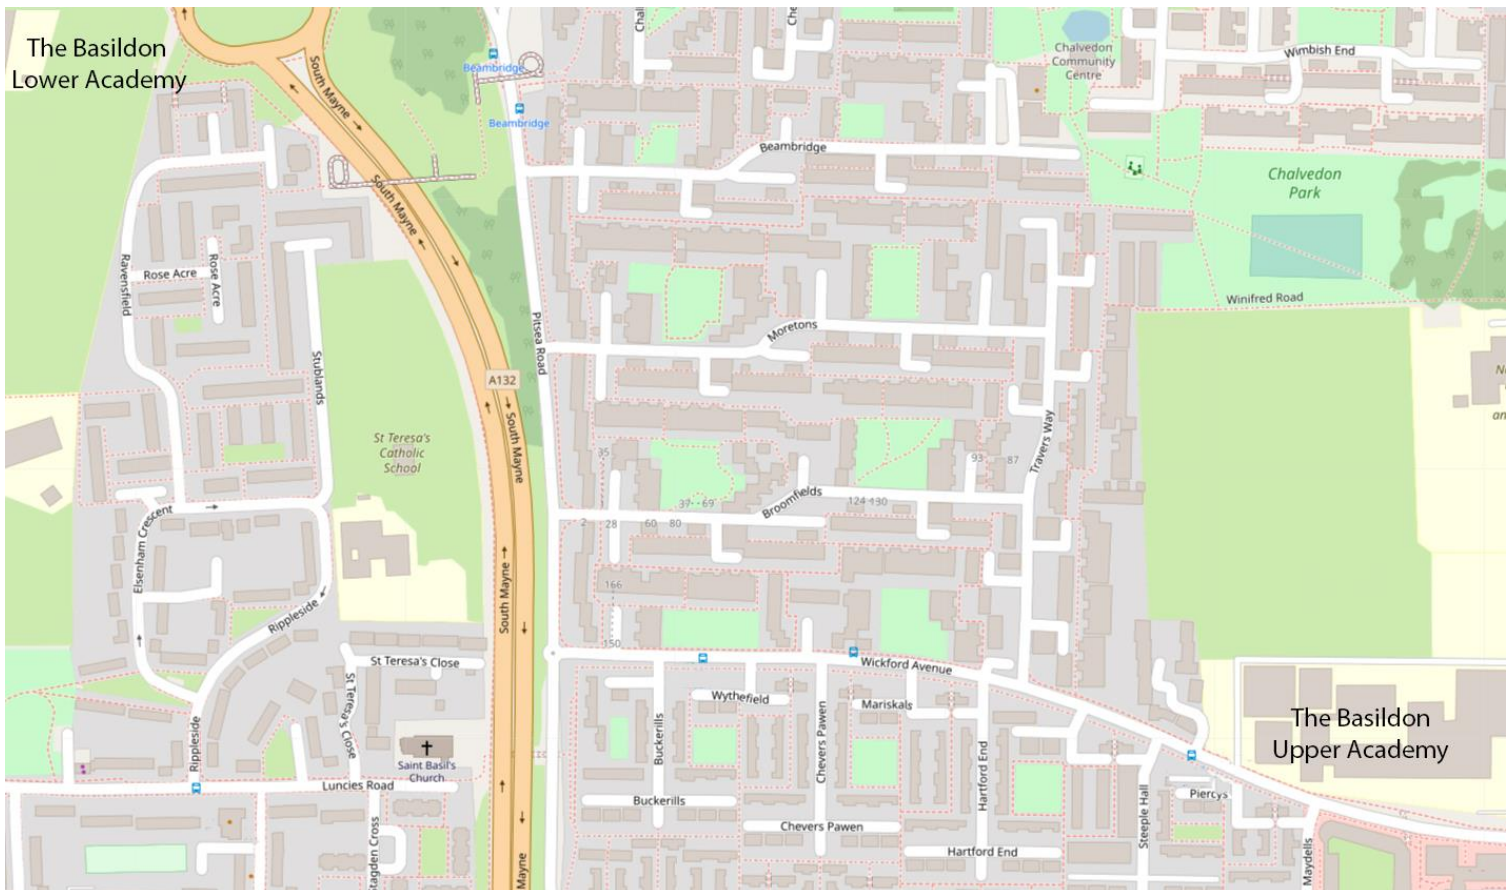 The Basildon
Lower Academy
South Mayne
Beambridge
Beambridge
Chalvedon
Community
Centre
Wimbish End
Beambridge
Chalvedon
Park
South Mayne
Ravensfield
Rose Acre
Rose Acre
Winifred Road
Pitsea Road
Moretons
Stublands
A132
St Teresa's
Catholic
School
South Mayne
Travers Way
35
93
87
37 - 69
Broomfields
124-130
2
28
60
80
Elsenham Crescent
South Mayne
166
Rippleside
150
St Teresa's Close
Wickford Avenue
St Teresa's Close
Wythefield
Mariskals
Buckerills
Chevers Pawen
Hartford End
The Basildon
Upper Academy
Rippleside
Saint Basil's
Church
Luncies Road
Buckerills
Piercys
Steeple Hall
Chevers Pawen
Hartford End
Maydells
Mayne